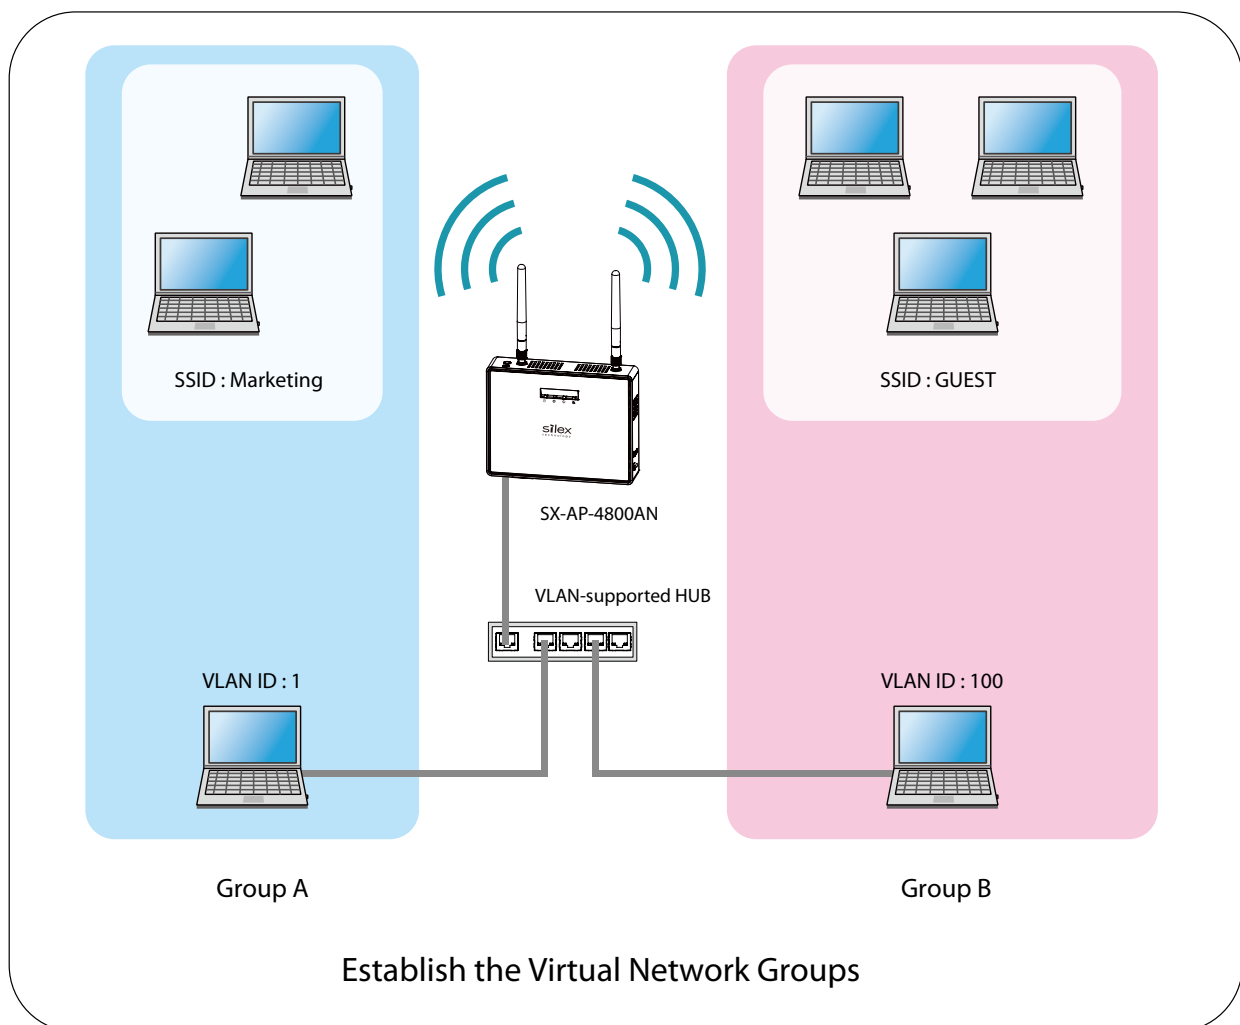 SSID : Marketing
SSID : GUEST
silex
technology
SX-AP-4800AN
VLAN-supported HUB
VLAN ID : 1
VLAN ID : 100
Group A
Group B
Establish the Virtual Network Groups